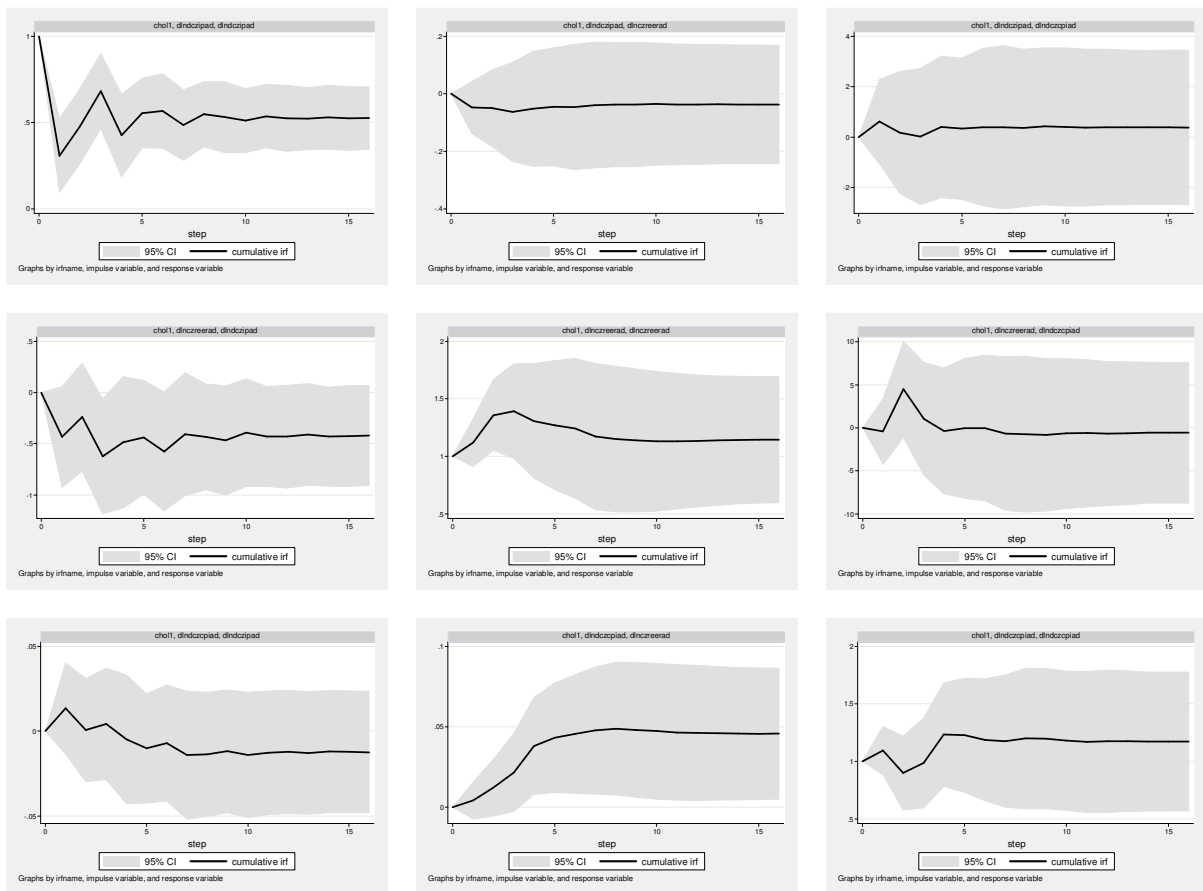 chol1, dlndczipad, dlndczipad
1
.5
0
0 5 10 15
step
95% CI cumulative irf
Graphs by irfname, impulse variable, and response variable
chol1, dlndczipad, dlnczreerad
.2
0
-.2
-.4
0 5 10 15
step
95% CI cumulative irf
Graphs by irfname, impulse variable, and response variable
chol1, dlndczipad, dlndczcpiad
4
2
0
-2
0 5 10 15
step
95% CI cumulative irf
Graphs by irfname, impulse variable, and response variable
chol1, dlnczreerad, dlndczipad
.5
0
-.5
-1
0 5 10 15
step
95% CI cumulative irf
Graphs by irfname, impulse variable, and response variable
chol1, dlnczreerad, dlnczreerad
2
1.5
1
.5
0 5 10 15
step
95% CI cumulative irf
Graphs by irfname, impulse variable, and response variable
chol1, dlnczreerad, dlndczcpiad
10
5
0
-5
-10
0 5 10 15
step
95% CI cumulative irf
Graphs by irfname, impulse variable, and response variable
chol1, dlndczcpiad, dlndczipad
.05
0
-.05
0 5 10 15
step
95% CI cumulative irf
Graphs by irfname, impulse variable, and response variable
chol1, dlndczcpiad, dlnczreerad
.1
.05
0
0 5 10 15
step
95% CI cumulative irf
Graphs by irfname, impulse variable, and response variable
chol1, dlndczcpiad, dlndczcpiad
2
1.5
1
.5
0 5 10 15
step
95% CI cumulative irf
Graphs by irfname, impulse variable, and response variable